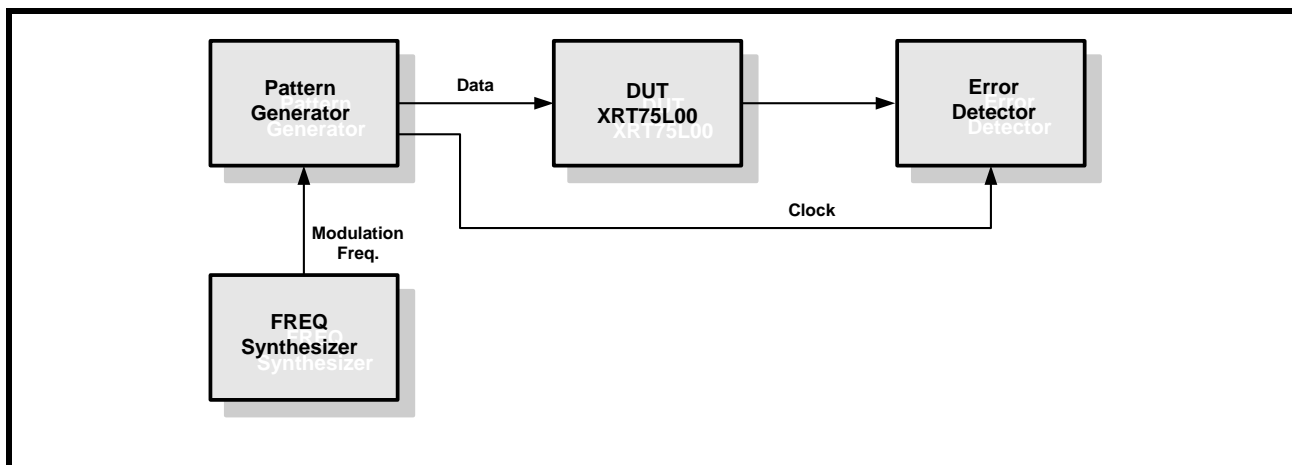 Pattern
Generator
Data
DUT
XRT75L00
Error
Detector
Clock
Modulation
Freq.
FREQ
Synthesizer